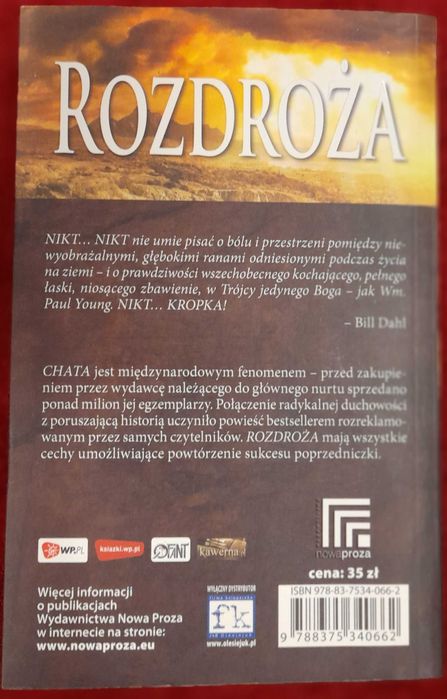 ROZDROŻA
NIKT... NIKT nie umie pisać o bólu i przestrzeni pomiędzy nie-
wyobrażalnymi, głębokimi ranami odniesionymi podczas życia
na ziemi – i o prawdziwości wszechobecnego kochającego, pełnego
łaski, niosącego zbawienie, w Trójcy jedynego Boga – jak Wm.
Paul Young. NIKT... KROPKA!
– Bill Dahl
CHATA jest międzynarodowym fenomenem – przed zakupie-
niem przez wydawcę należącego do głównego nurtu sprzedano
ponad milion jej egzemplarzy. Połączenie radykalnej duchowości
z poruszającą historią uczyniło powieść bestsellerem rozreklamo-
wanym przez samych czytelników. ROZDROŻA mają wszystkie
cechy umożliwiające powtórzenie sukcesu poprzedniczki.
WP.PL
ksiazki.wp.pl
kawerna
nowaproza
cena: 35 zł
Więcej informacji
o publikacjach
Wydawnictwa Nowa Proza
w internecie na stronie:
www.nowaproza.eu
WYŁĄCZNY DYSTRYBUTOR
firma księgarska
fk
www.olesiejuk.pl
ISBN 978-83-7534-066-2
9 788375 340662